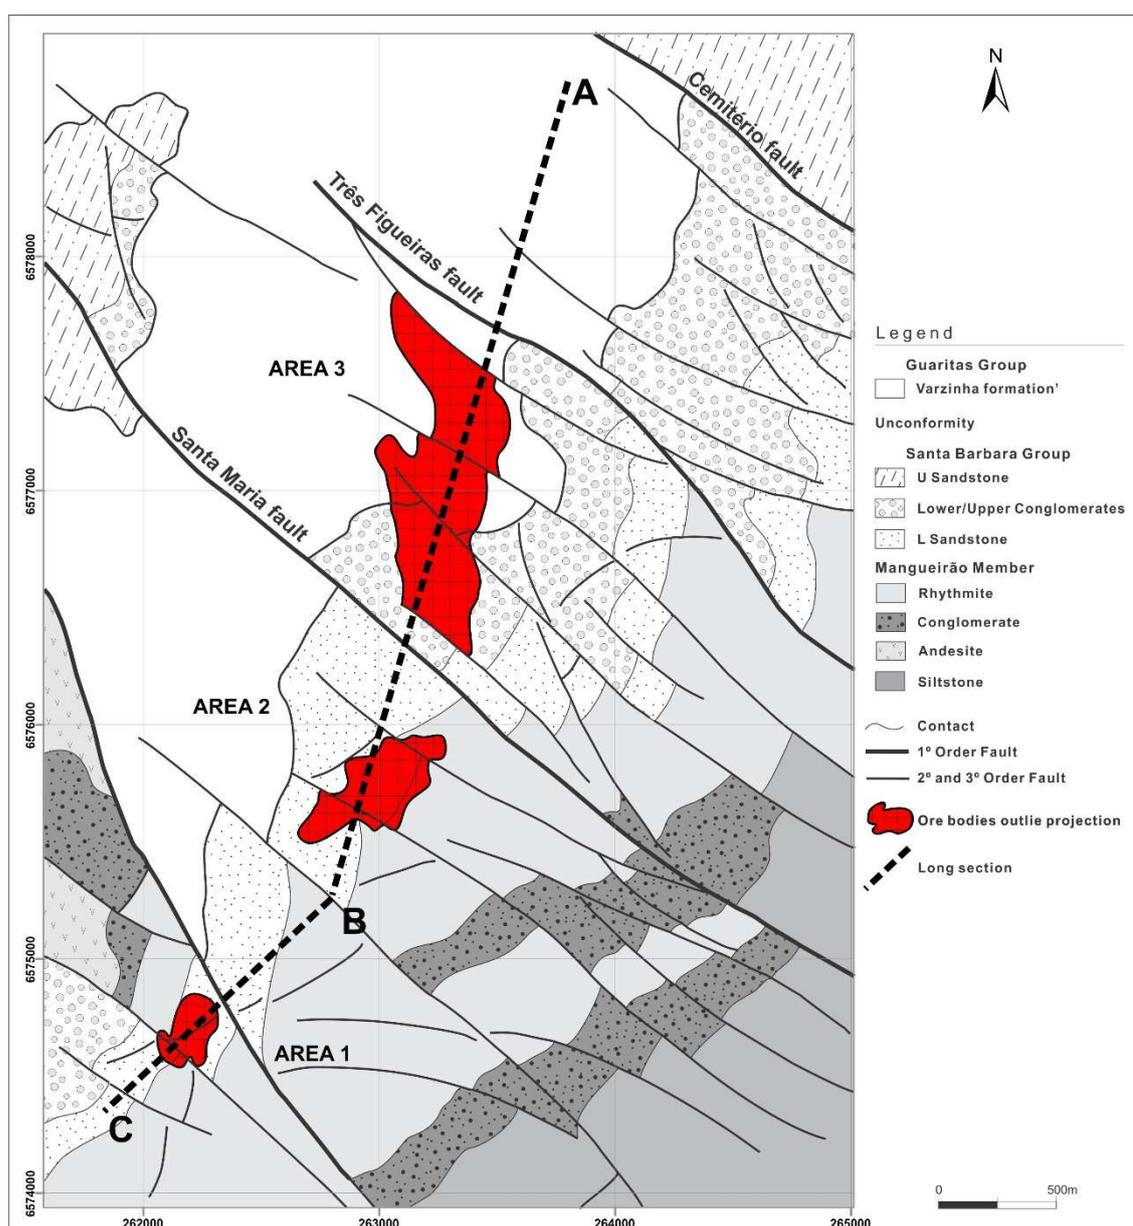 N
A
Cemitério fault
Três Figueiras fault
6578000
AREA 3
Santa Maria fault
6577000
AREA 2
6576000
B
6575000
AREA 1
C
6574000
262000
263000
264000
265000
Legend
Guaritas Group
Varzinha formation’
Unconformity
Santa Barbara Group
U Sandstone
Lower/Upper Conglomerates
L Sandstone
Mangueirão Member
Rhythmite
Conglomerate
Andesite
Siltstone
Contact
1º Order Fault
2º and 3º Order Fault
Ore bodies outlie projection
Long section
0
500m